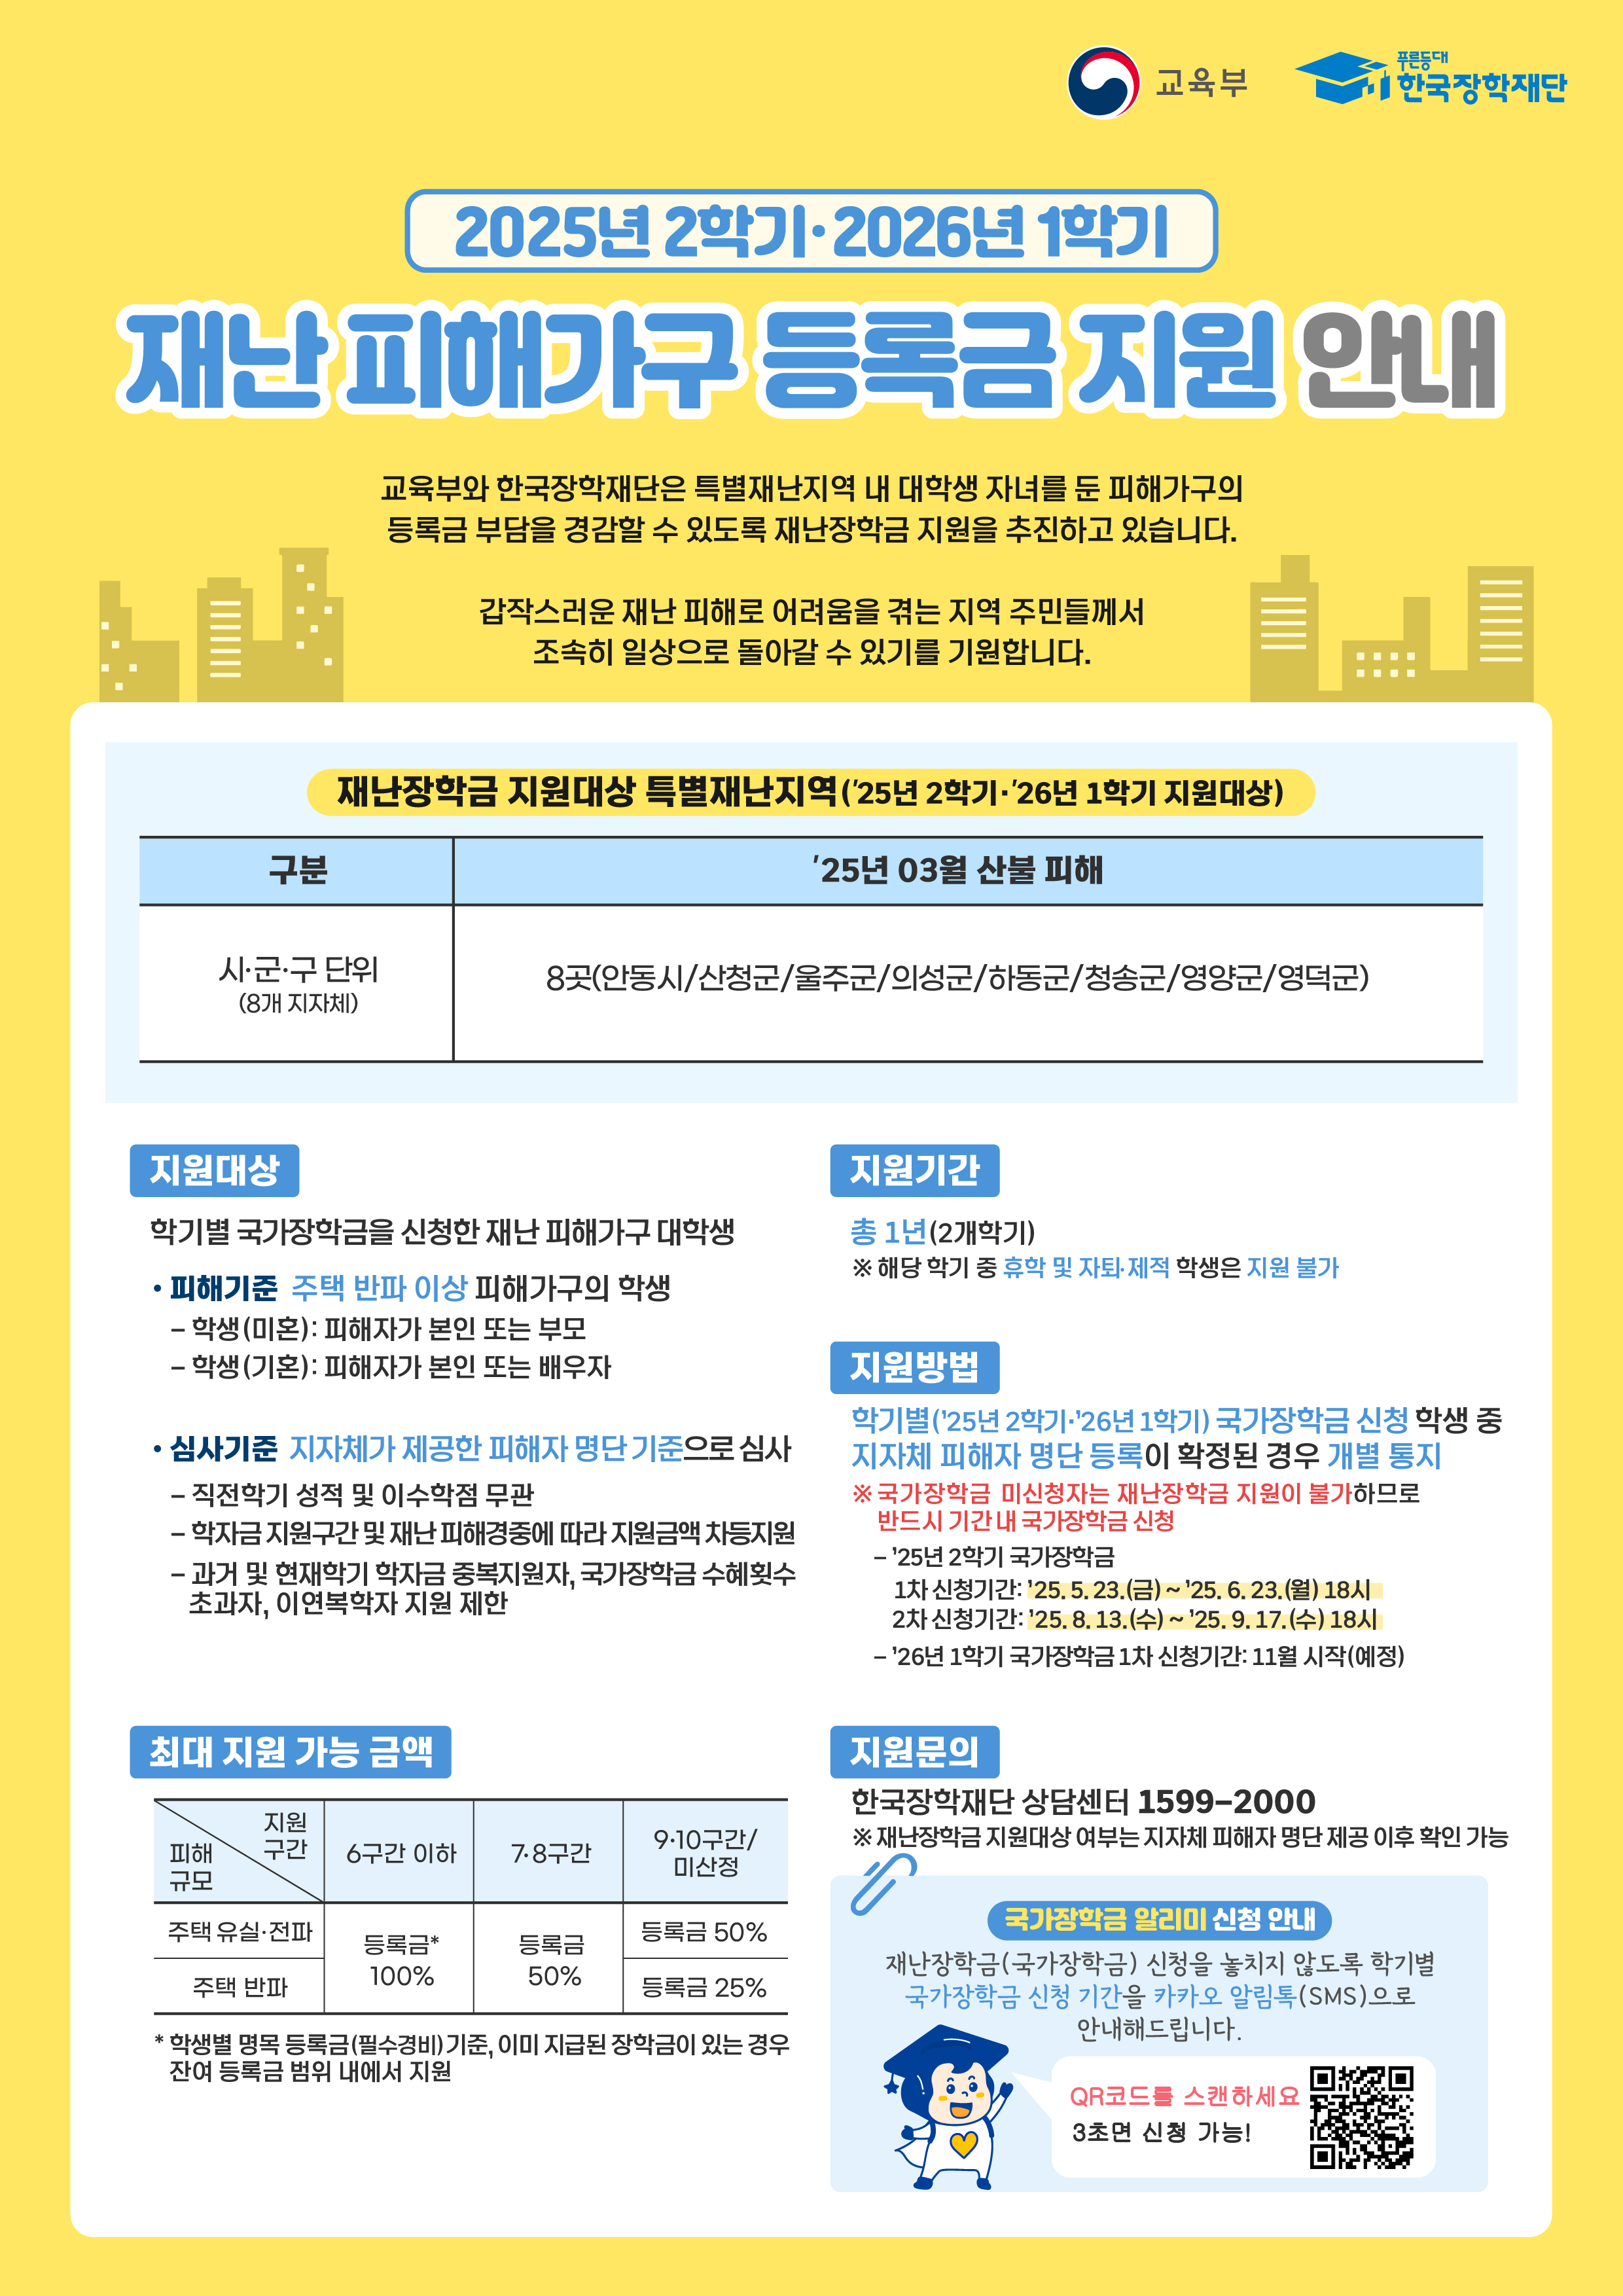 교육부
푸른등대
한국장학재단
2025년 2학기·2026년 1학기
재난 피해가구 등록금 지원 안내
교육부와 한국장학재단은 특별재난지역 내 대학생 자녀를 둔 피해가구의
등록금 부담을 경감할 수 있도록 재난장학금 지원을 추진하고 있습니다.
갑작스러운 재난 피해로 어려움을 겪는 지역 주민들께서
조속히 일상으로 돌아갈 수 있기를 기원합니다.
재난장학금 지원대상 특별재난지역('25년 2학기·'26년 1학기 지원대상)
구분
'25년 03월 산불 피해
시·군·구 단위
(8개 지자체)
8곳(안동시/산청군/울주군/의성군/하동군/청송군/영양군/영덕군)
지원대상
학기별 국가장학금을 신청한 재난 피해가구 대학생
• 피해기준 주택 반파 이상 피해가구의 학생
– 학생(미혼): 피해자가 본인 또는 부모
– 학생(기혼): 피해자가 본인 또는 배우자
• 심사기준 지자체가 제공한 피해자 명단 기준으로 심사
– 직전학기 성적 및 이수학점 무관
– 학자금 지원구간 및 재난 피해경중에 따라 지원금액 차등지원
– 과거 및 현재학기 학자금 중복지원자, 국가장학금 수혜횟수
초과자, 이연복학자 지원 제한
지원기간
총 1년(2개학기)
※ 해당 학기 중 휴학 및 자퇴·제적 학생은 지원 불가
지원방법
학기별('25년 2학기·'26년 1학기) 국가장학금 신청 학생 중
지자체 피해자 명단 등록이 확정된 경우 개별 통지
※ 국가장학금 미신청자는 재난장학금 지원이 불가하므로
반드시 기간 내 국가장학금 신청
– '25년 2학기 국가장학금
1차 신청기간: '25. 5. 23.(금) ~ '25. 6. 23.(월) 18시
2차 신청기간: '25. 8. 13.(수) ~ '25. 9. 17.(수) 18시
– '26년 1학기 국가장학금 1차 신청기간: 11월 시작(예정)
최대 지원 가능 금액
지원
구간
피해
규모
6구간 이하
7·8구간
9·10구간/
미산정
주택 유실·전파
주택 반파
등록금*
100%
등록금
50%
등록금 50%
등록금 25%
* 학생별 명목 등록금(필수경비)기준, 이미 지급된 장학금이 있는 경우
잔여 등록금 범위 내에서 지원
지원문의
한국장학재단 상담센터 1599–2000
※ 재난장학금 지원대상 여부는 지자체 피해자 명단 제공 이후 확인 가능
국가장학금 알리미 신청 안내
재난장학금(국가장학금) 신청을 놓치지 않도록 학기별
국가장학금 신청 기간을 카카오 알림톡(SMS)으로
안내해드립니다.
QR코드를 스캔하세요
3초면 신청 가능!